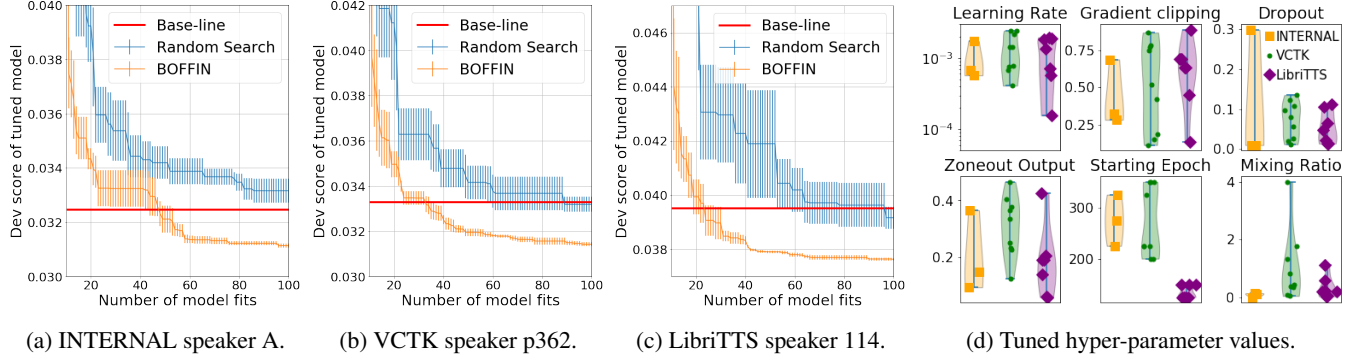 0.040
0.038
0.036
0.034
0.032
0.030
Dev score of tuned model
Base-line
Random Search
BOFFIN
20 40 60 80 100
Number of model fits
(a) INTERNAL speaker A.
0.042
0.039
0.036
0.033
0.030
Dev score of tuned model
Base-line
Random Search
BOFFIN
20 40 60 80 100
Number of model fits
(b) VCTK speaker p362.
0.046
0.044
0.042
0.040
0.038
Dev score of tuned model
Base-line
Random Search
BOFFIN
20 40 60 80 100
Number of model fits
(c) LibriTTS speaker 114.
Learning Rate
10⁻³
10⁻⁴
Gradient clipping
0.75
0.50
0.25
Dropout
0.3
0.2
0.1
0.0
INTERNAL
VCTK
LibriTTS
Zoneout Output
0.4
0.2
Starting Epoch
300
200
Mixing Ratio
4
2
0
(d) Tuned hyper-parameter values.